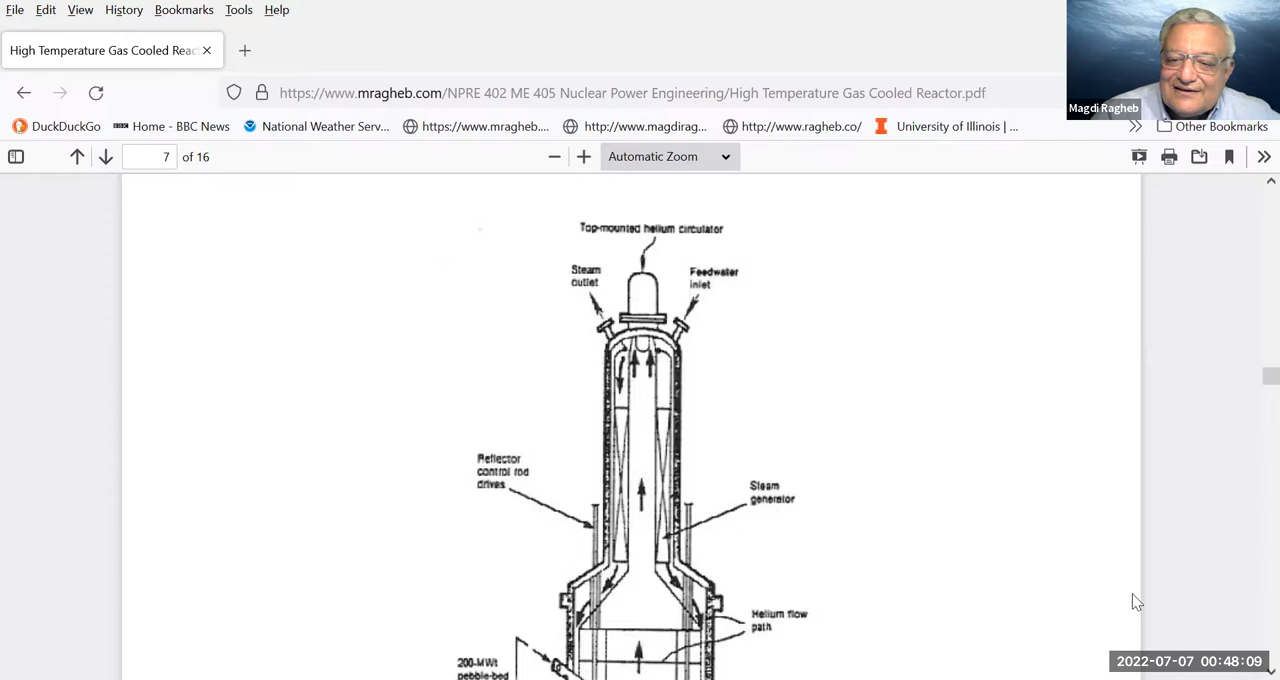 File Edit View History Bookmarks Tools Help
High Temperature Gas Cooled Reac
https://www.mragheb.com/NPRE 402 ME 405 Nuclear Power Engineering/High Temperature Gas Cooled Reactor.pdf
DuckDuckGo
BBC Home - BBC News
National Weather Serv...
https://www.mragheb....
http://www.magdirag...
http://www.ragheb.co/
I University of Illinois | ...
Other Bookmarks
Magdi Ragheb
7 of 16
Automatic Zoom
Top-mounted helium circulator
Steam
outlet
Feedwater
inlet
Reflector
control rod
drives
Steam
generator
Helium flow
path
200-MWt
pebble-bed
2022-07-07 00:48:09